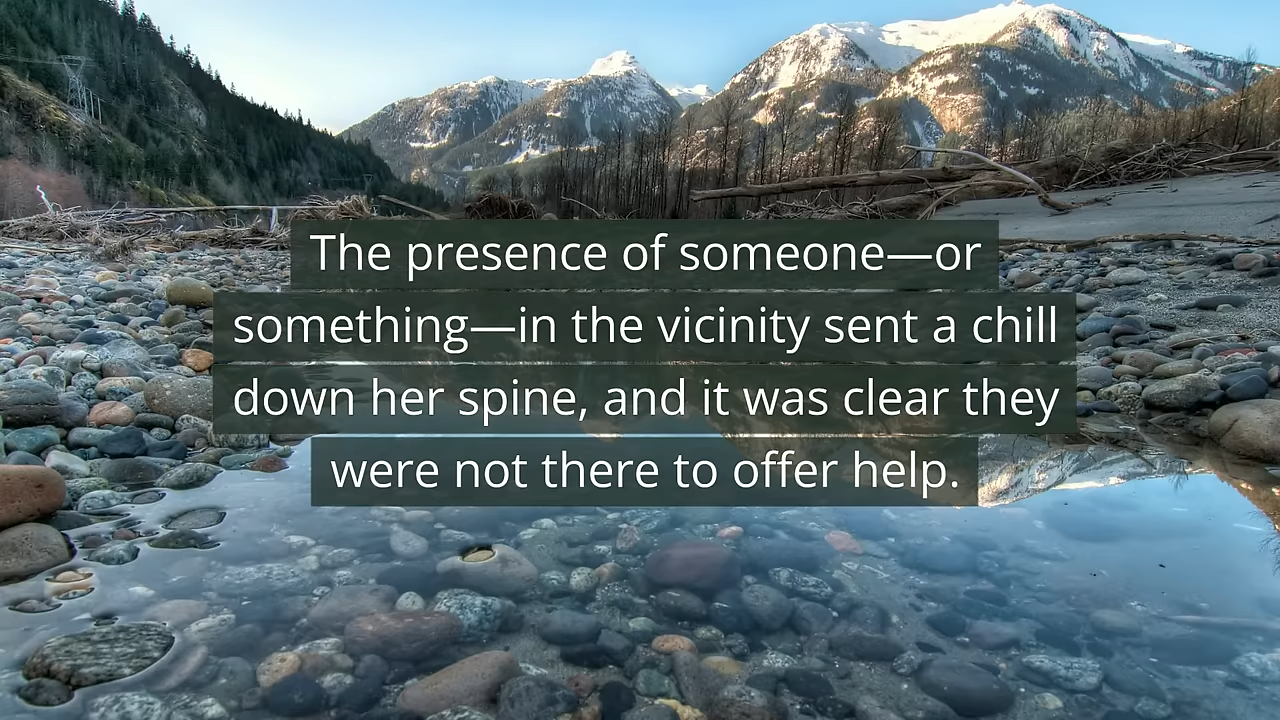 The presence of someone—or
something—in the vicinity sent a chill
down her spine, and it was clear they
were not there to offer help.